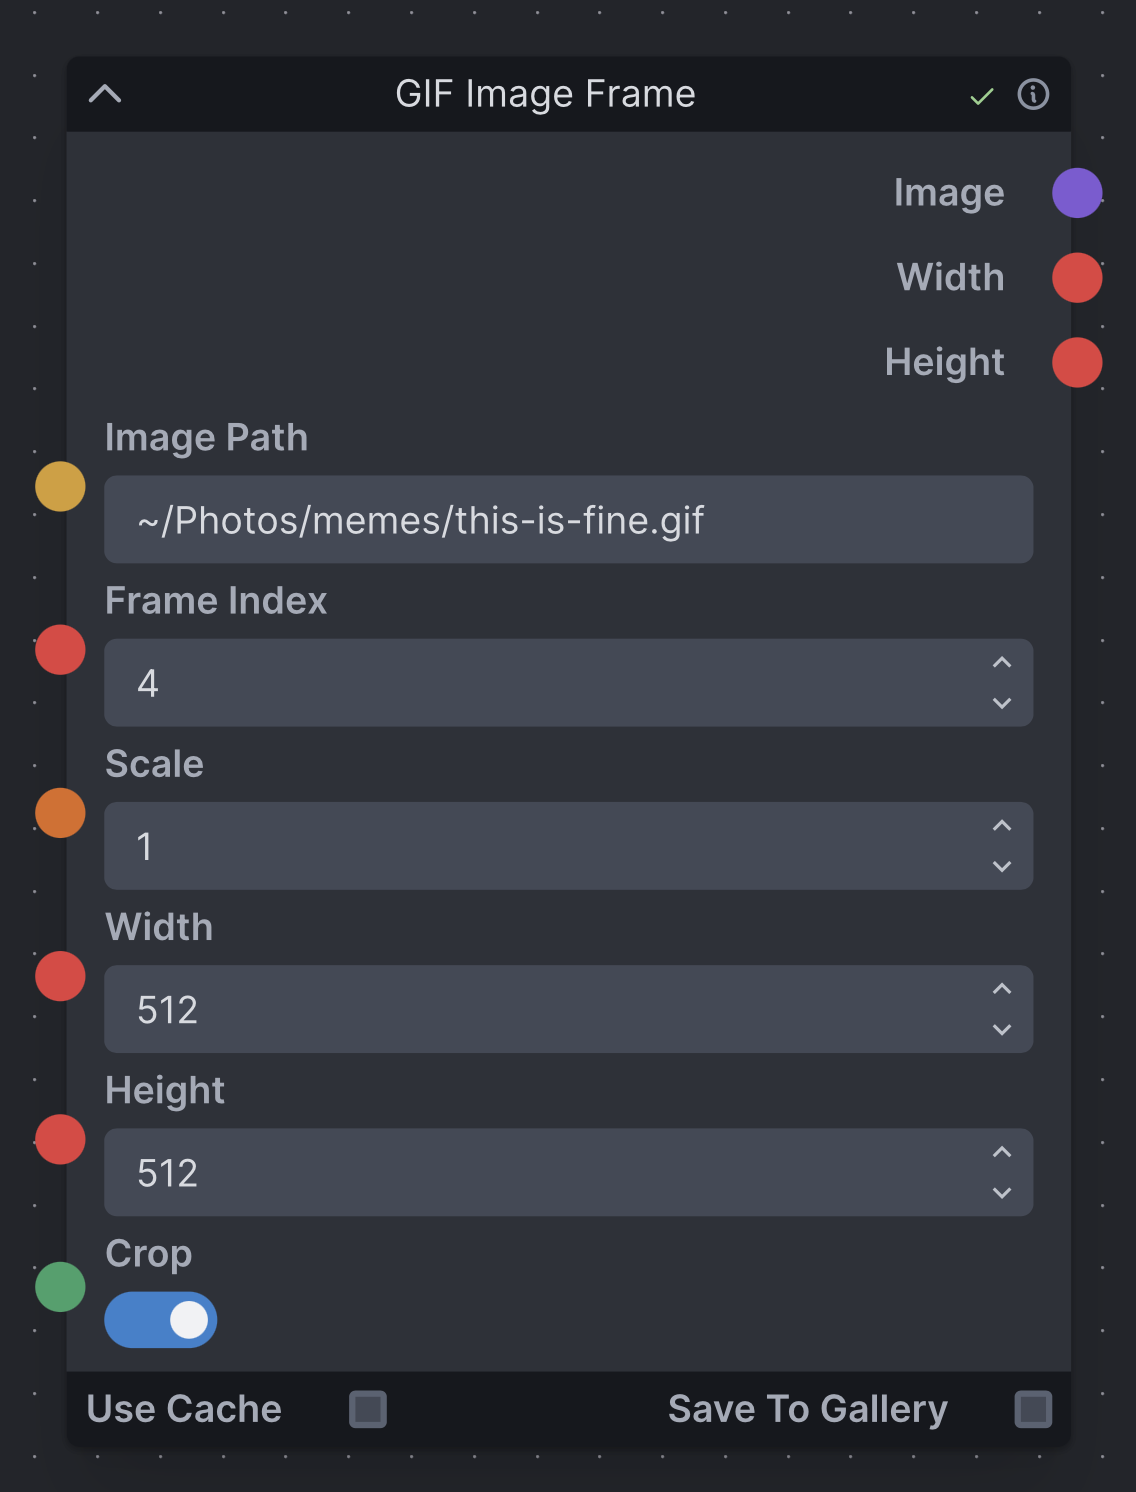 GIF Image Frame
Image
Width
Height
Image Path
~/Photos/memes/this-is-fine.gif
Frame Index
4
Scale
1
Width
512
Height
512
Crop
Use Cache Save To Gallery